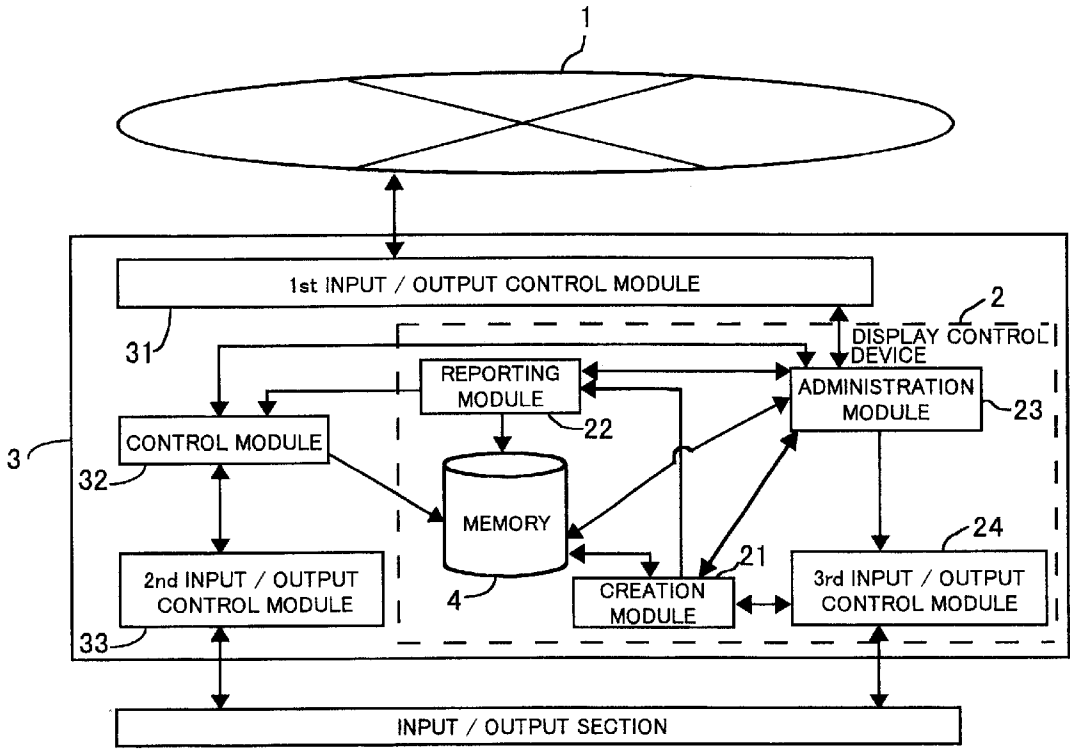 1
1st INPUT / OUTPUT CONTROL MODULE
31
2
DISPLAY CONTROL
DEVICE
REPORTING
MODULE
22
ADMINISTRATION
MODULE
23
3
CONTROL MODULE
32
MEMORY
4
24
21
2nd INPUT / OUTPUT
CONTROL MODULE
33
CREATION
MODULE
3rd INPUT / OUTPUT
CONTROL MODULE
INPUT / OUTPUT SECTION